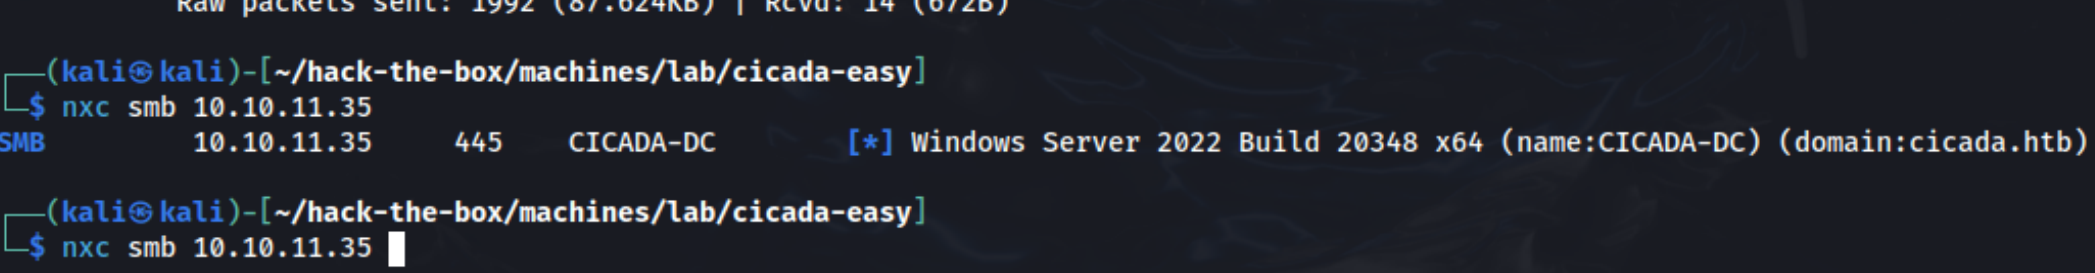 Raw packets sent: 1992 (87.624KB) | Rcvd: 14 (672B)
┌──(kali㉿kali)-[~/hack-the-box/machines/lab/cicada-easy]
└─$ nxc smb 10.10.11.35
SMB 10.10.11.35 445 CICADA-DC [*] Windows Server 2022 Build 20348 x64 (name:CICADA-DC) (domain:cicada.htb)
┌──(kali㉿kali)-[~/hack-the-box/machines/lab/cicada-easy]
└─$ nxc smb 10.10.11.35